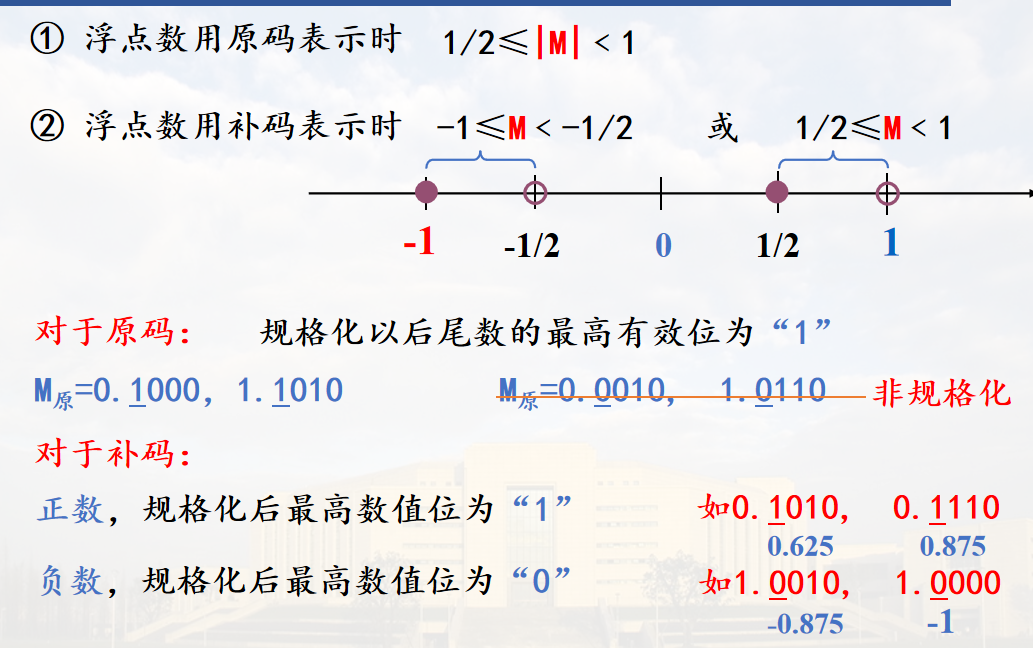 ① 浮点数用原码表示时 1/2≤|M|<1
② 浮点数用补码表示时 -1≤M<-1/2 或 1/2≤M<1
-1 -1/2 0 1/2 1
对于原码： 规格化以后尾数的最高有效位为“1”
M原=0.1000，1.1010 M原=0.0010， 1.0110 非规格化
对于补码：
正数，规格化后最高数值位为“1” 如0.1010， 0.1110
0.625 0.875
负数，规格化后最高数值位为“0” 如1.0010， 1.0000
-0.875 -1